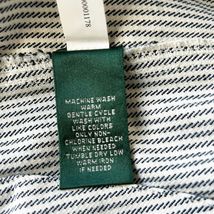 00001178
MACHINE WASH
WARM
GENTLE CYCLE
WASH WITH
LIKE COLORS
ONLY NON-
CHLORINE BLEACH
WHEN NEEDED
TUMBLE DRY LOW
WARM IRON
IF NEEDED